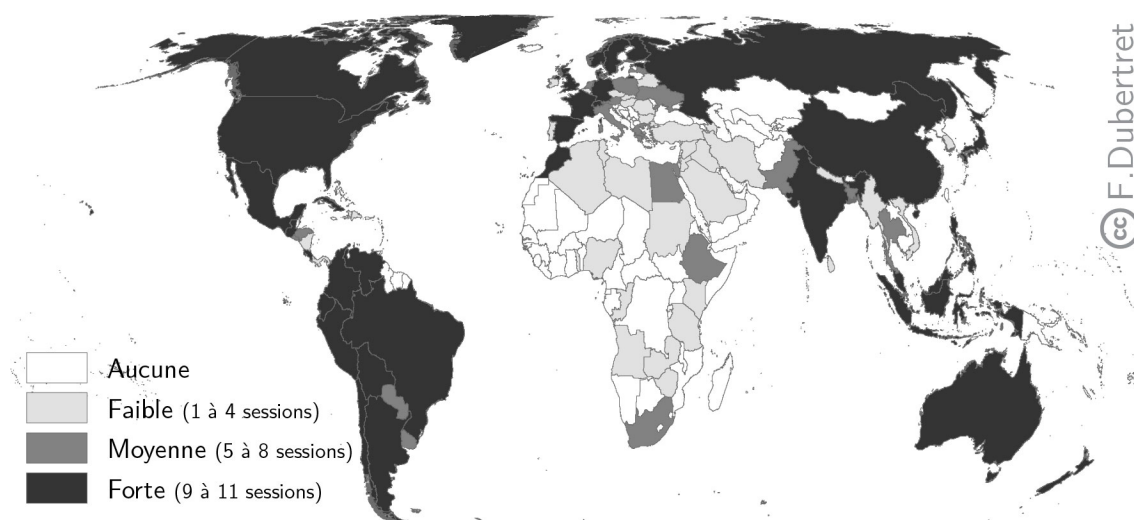 Aucune
Faible (1 à 4 sessions)
Moyenne (5 à 8 sessions)
Forte (9 à 11 sessions)
cc F.Dubertret